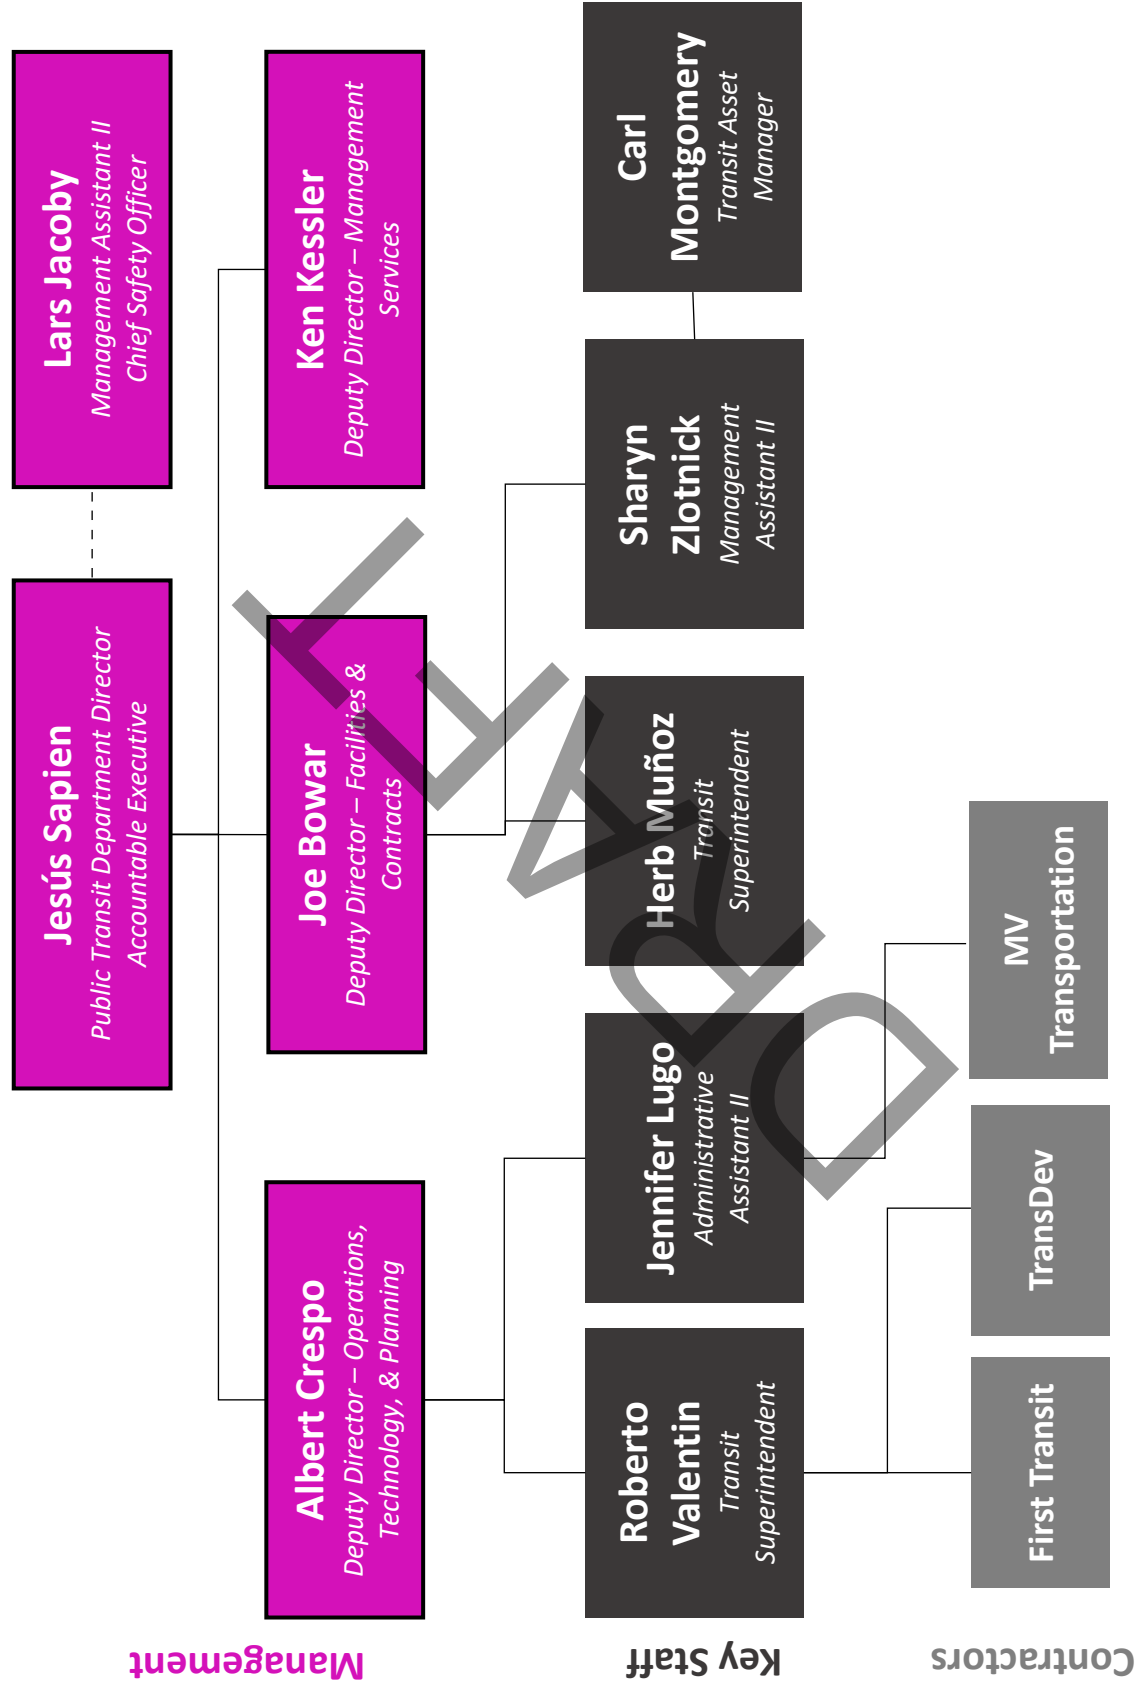 Management
Jesús Sapien
Public Transit Department Director
Accountable Executive
Lars Jacoby
Management Assistant II
Chief Safety Officer
Albert Crespo
Deputy Director – Operations,
Technology, & Planning
Joe Bowar
Deputy Director – Facilities &
Contracts
Ken Kessler
Deputy Director – Management
Services
Key Staff
Roberto
Valentin
Transit
Superintendent
Jennifer Lugo
Administrative
Assistant II
Herb Muñoz
Transit
Superintendent
Sharyn
Zlotnick
Management
Assistant II
Carl
Montgomery
Transit Asset
Manager
Contractors
First Transit
TransDev
MV
Transportation
DRAFT